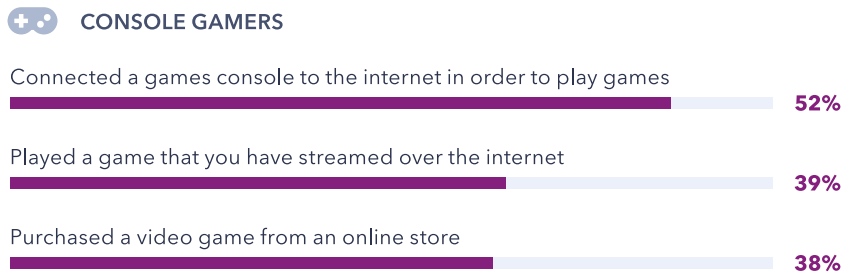 CONSOLE GAMERS
Connected a games console to the internet in order to play games
52%
Played a game that you have streamed over the internet
39%
Purchased a video game from an online store
38%